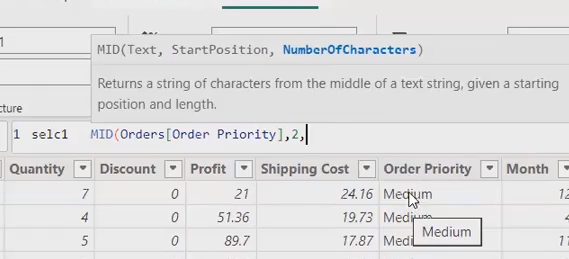 MID(Text, StartPosition, NumberOfCharacters)
Returns a string of characters from the middle of a text string, given a starting
position and length.
cture
1 selc1 MID(Orders[Order Priority],2,
Quantity Discount Profit Shipping Cost Order Priority Month
7 0 21 24.16 Medium 12
4 0 51.36 19.73 Medium 4
5 0 89.7 17.87 Medi 11
Medium